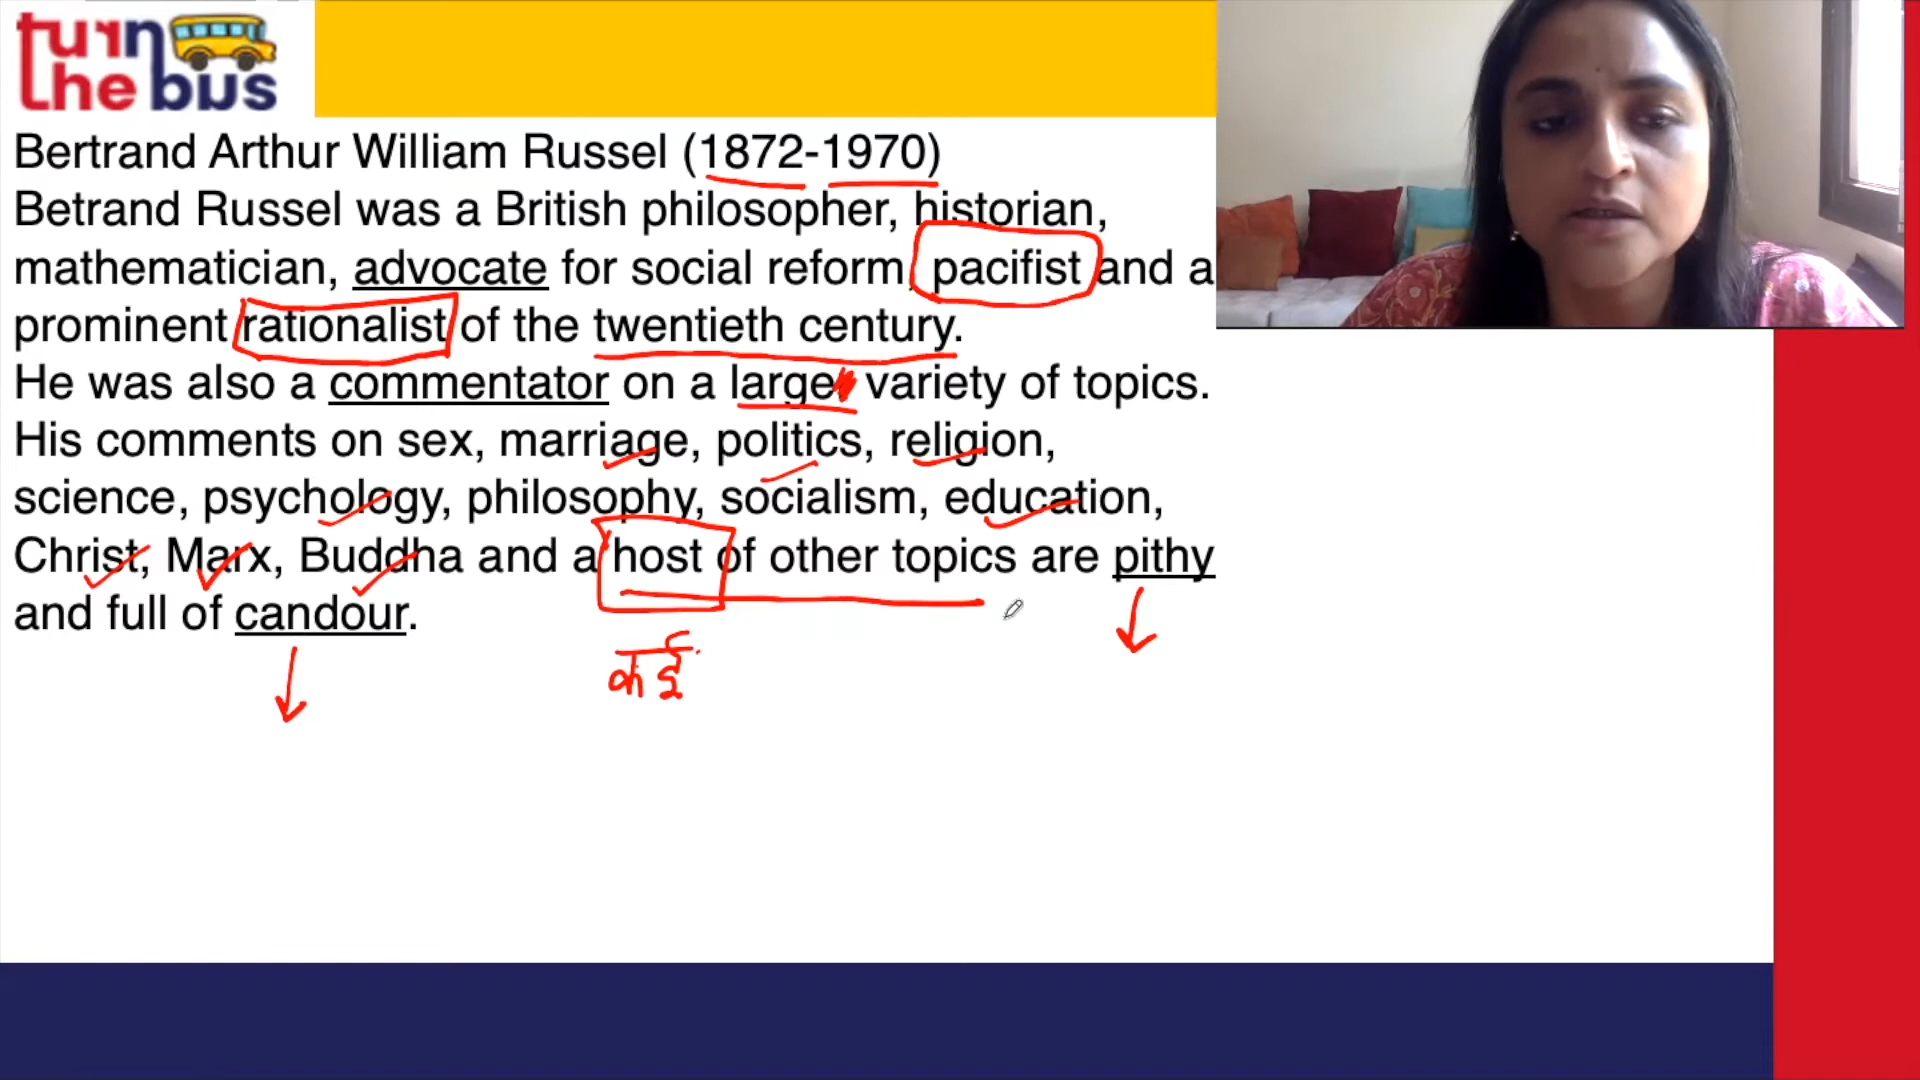 turn
the bus
Bertrand Arthur William Russel (1872-1970)
Betrand Russel was a British philosopher, historian,
mathematician, advocate for social reform, pacifist and a
prominent rationalist of the twentieth century.
He was also a commentator on a large variety of topics.
His comments on sex, marriage, politics, religion,
science, psychology, philosophy, socialism, education,
Christ, Marx, Buddha and a host of other topics are pithy
and full of candour.
कई